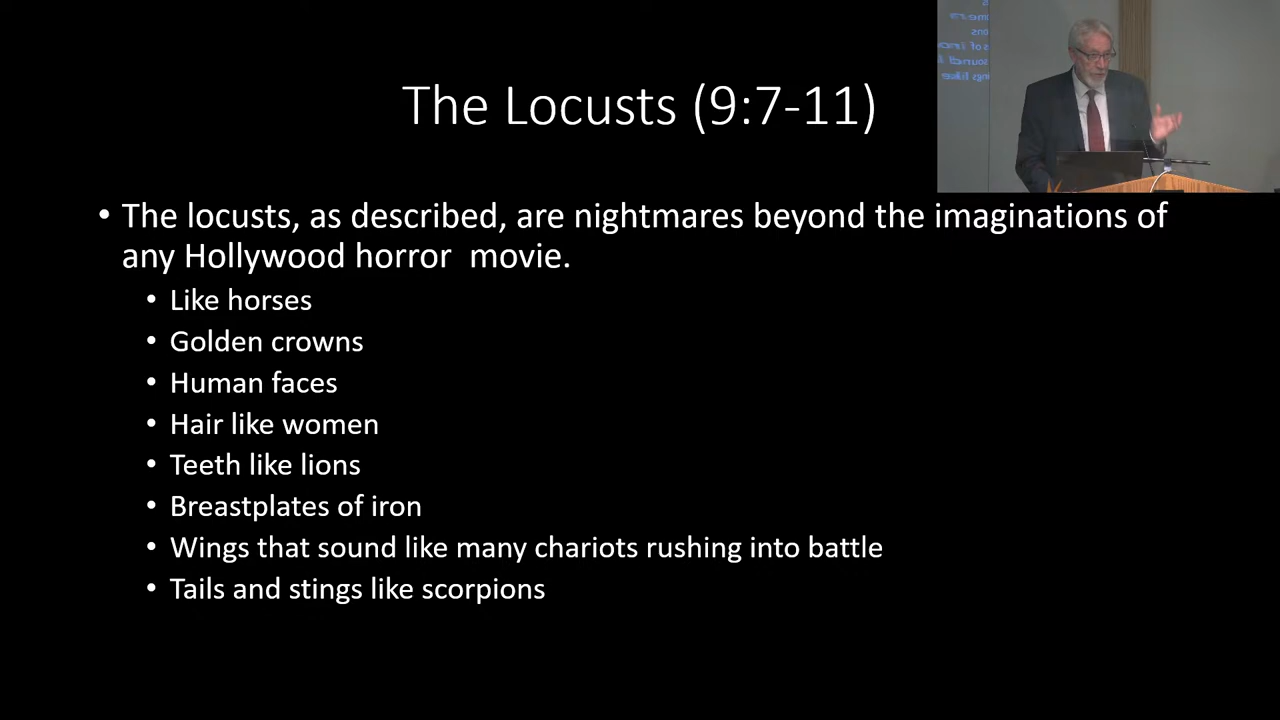 The Locusts (9:7-11)
• The locusts, as described, are nightmares beyond the imaginations of
any Hollywood horror  movie.
• Like horses
• Golden crowns
• Human faces
• Hair like women
• Teeth like lions
• Breastplates of iron
• Wings that sound like many chariots rushing into battle
• Tails and stings like scorpions